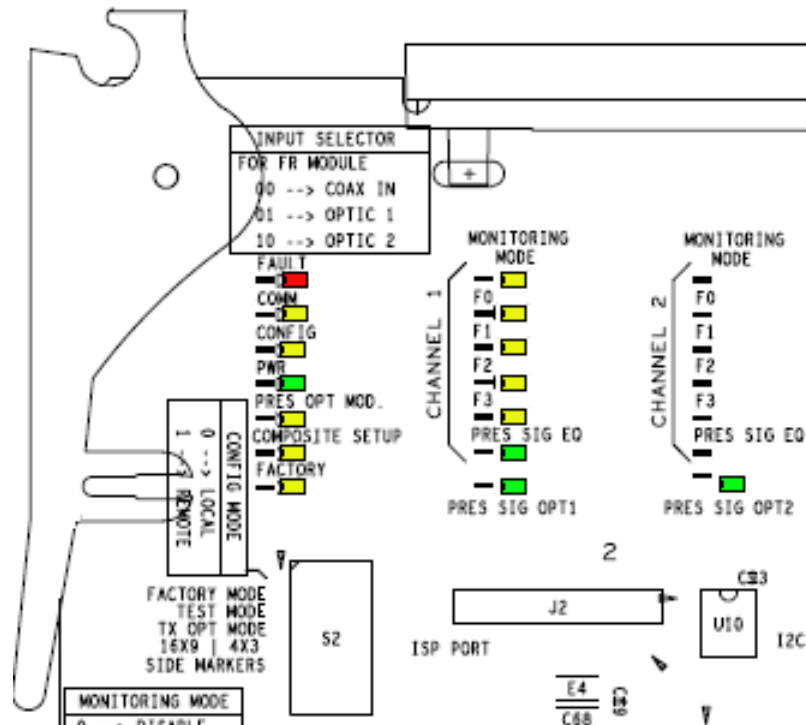 INPUT SELECTOR
FOR FR MODULE
00 --> COAX IN
01 --> OPTIC 1
10 --> OPTIC 2
FAULT
COMM
CONFIG
PWR
PRES OPT MOD.
COMPOSITE SETUP
FACTORY
MONITORING
MODE
CHANNEL 1
F0
F1
F2
F3
PRES SIG EQ
PRES SIG OPT1
MONITORING
MODE
CHANNEL 2
F0
F1
F2
F3
PRES SIG EQ
PRES SIG OPT2
CONFIG MODE
0 --> LOCAL
1 --> REMOTE
FACTORY MODE
TEST MODE
TX OPT MODE
16X9 | 4X3
SIDE MARKERS
S2
2
J2
ISP PORT
U10
I2C
E4
C68
MONITORING MODE
0 --> DISABLE